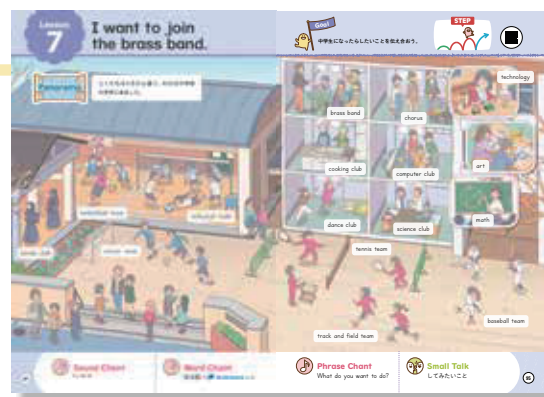 Lesson
7
I want to join
the brass band.
Goal
中学生になったらしたいことを伝え合おう。
STEP
Panorama
technology
brass band
chorus
art
cooking club
computer club
math
dance club
science club
tennis team
baseball team
track and field team
Sound Chant
Word Chant
Phrase Chant
What do you want to do?
Small Talk
してみたいこと